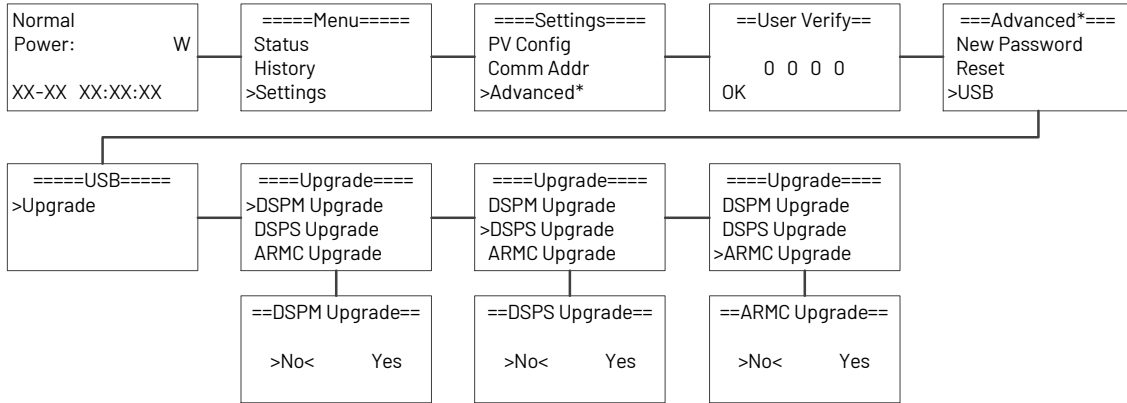 Normal
Power: W
XX-XX XX:XX:XX
=====Menu=====
Status
History
>Settings
====Settings====
PV Config
Comm Addr
>Advanced*
==User Verify==
0 0 0 0
OK
===Advanced*===
New Password
Reset
>USB
=====USB=====
>Upgrade
====Upgrade====
>DSPM Upgrade
DSPS Upgrade
ARMC Upgrade
====Upgrade====
DSPM Upgrade
>DSPS Upgrade
ARMC Upgrade
====Upgrade====
DSPM Upgrade
DSPS Upgrade
>ARMC Upgrade
==DSPM Upgrade==
>No< Yes
==DSPS Upgrade==
>No< Yes
==ARMC Upgrade==
>No< Yes